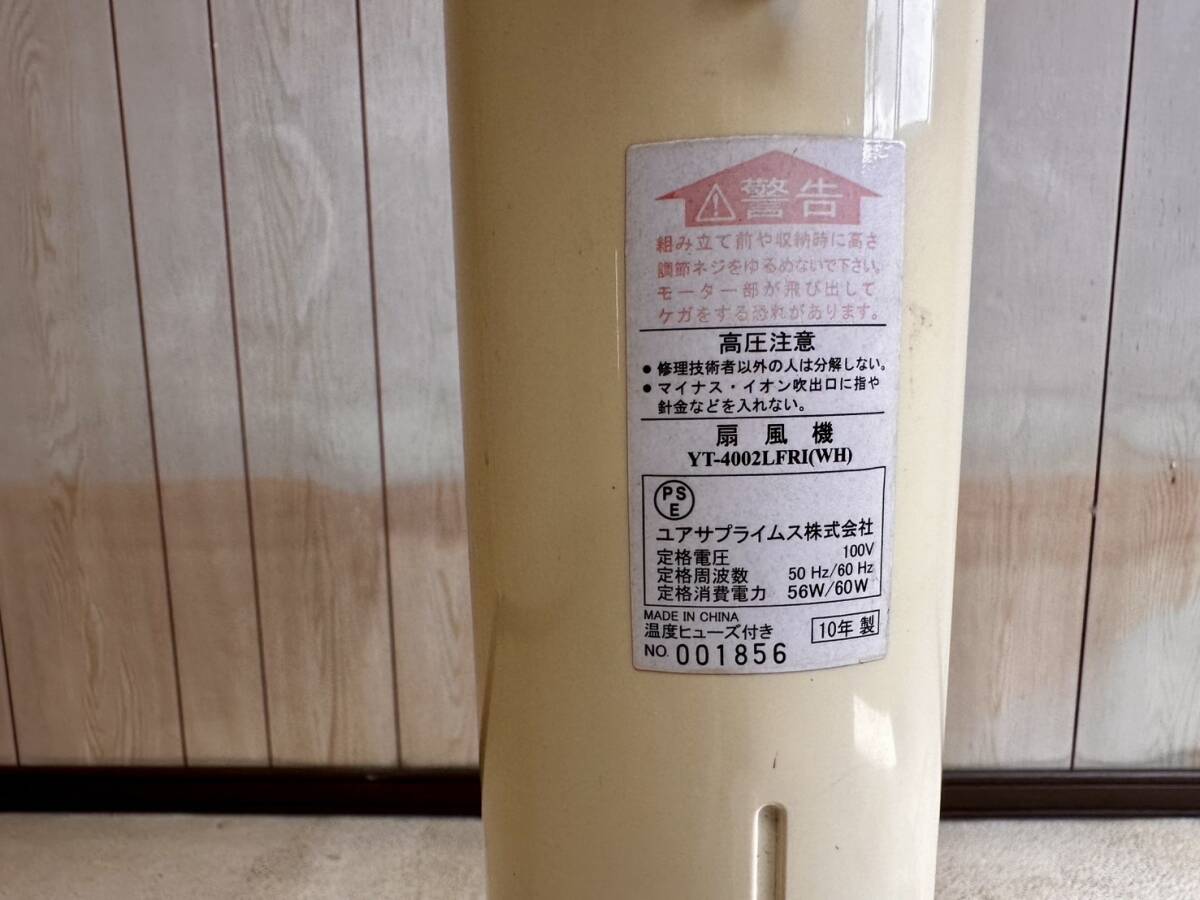 警告
組み立て前や収納時に高さ
調節ネジをゆるめないで下さい。
モーター部が飛び出して
ケガをする恐れがあります。
高圧注意
● 修理技術者以外の人は分解しない。
● マイナス・イオン吹出口に指や
針金などを入れない。
扇風機
YT-4002LFRI(WH)
PS
E
ユアサプライムス株式会社
定格電圧 100V
定格周波数 50 Hz/60 Hz
定格消費電力 56W/60W
MADE IN CHINA
温度ヒューズ付き 10年製
NO. 001856